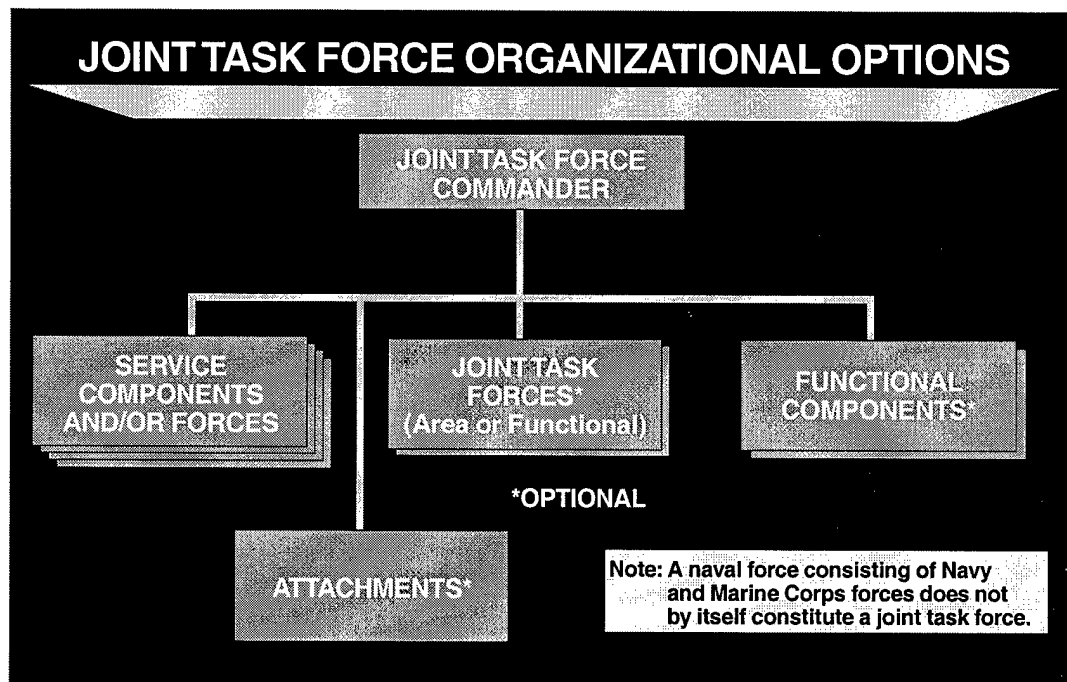 JOINT TASK FORCE ORGANIZATIONAL OPTIONS
JOINT TASK FORCE
COMMANDER
SERVICE
COMPONENTS
AND/OR FORCES
JOINT TASK
FORCES*
(Area or Functional)
FUNCTIONAL
COMPONENTS*
*OPTIONAL
ATTACHMENTS*
Note: A naval force consisting of Navy
and Marine Corps forces does not
by itself constitute a joint task force.